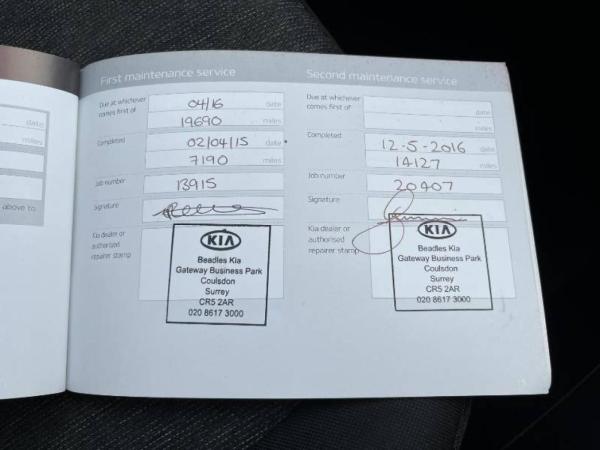 date
miles
above to
First maintenance service
Due at whichever
comes first of
04/16 date
19690 miles
Completed
02/04/15 date
7190 miles
Job number
13915
Signature
Kia dealer or
authorised
repairer stamp
KIA
Beadles Kia
Gateway Business Park
Coulsdon
Surrey
CR5 2AR
020 8617 3000
Second maintenance service
Due at whichever
comes first of
date
miles
Completed
12-5-2016 date
14127 miles
Job number
20407
Signature
Kia dealer or
authorised
repairer stamp
KIA
Beadles Kia
Gateway Business Park
Coulsdon
Surrey
CR5 2AR
020 8617 3000